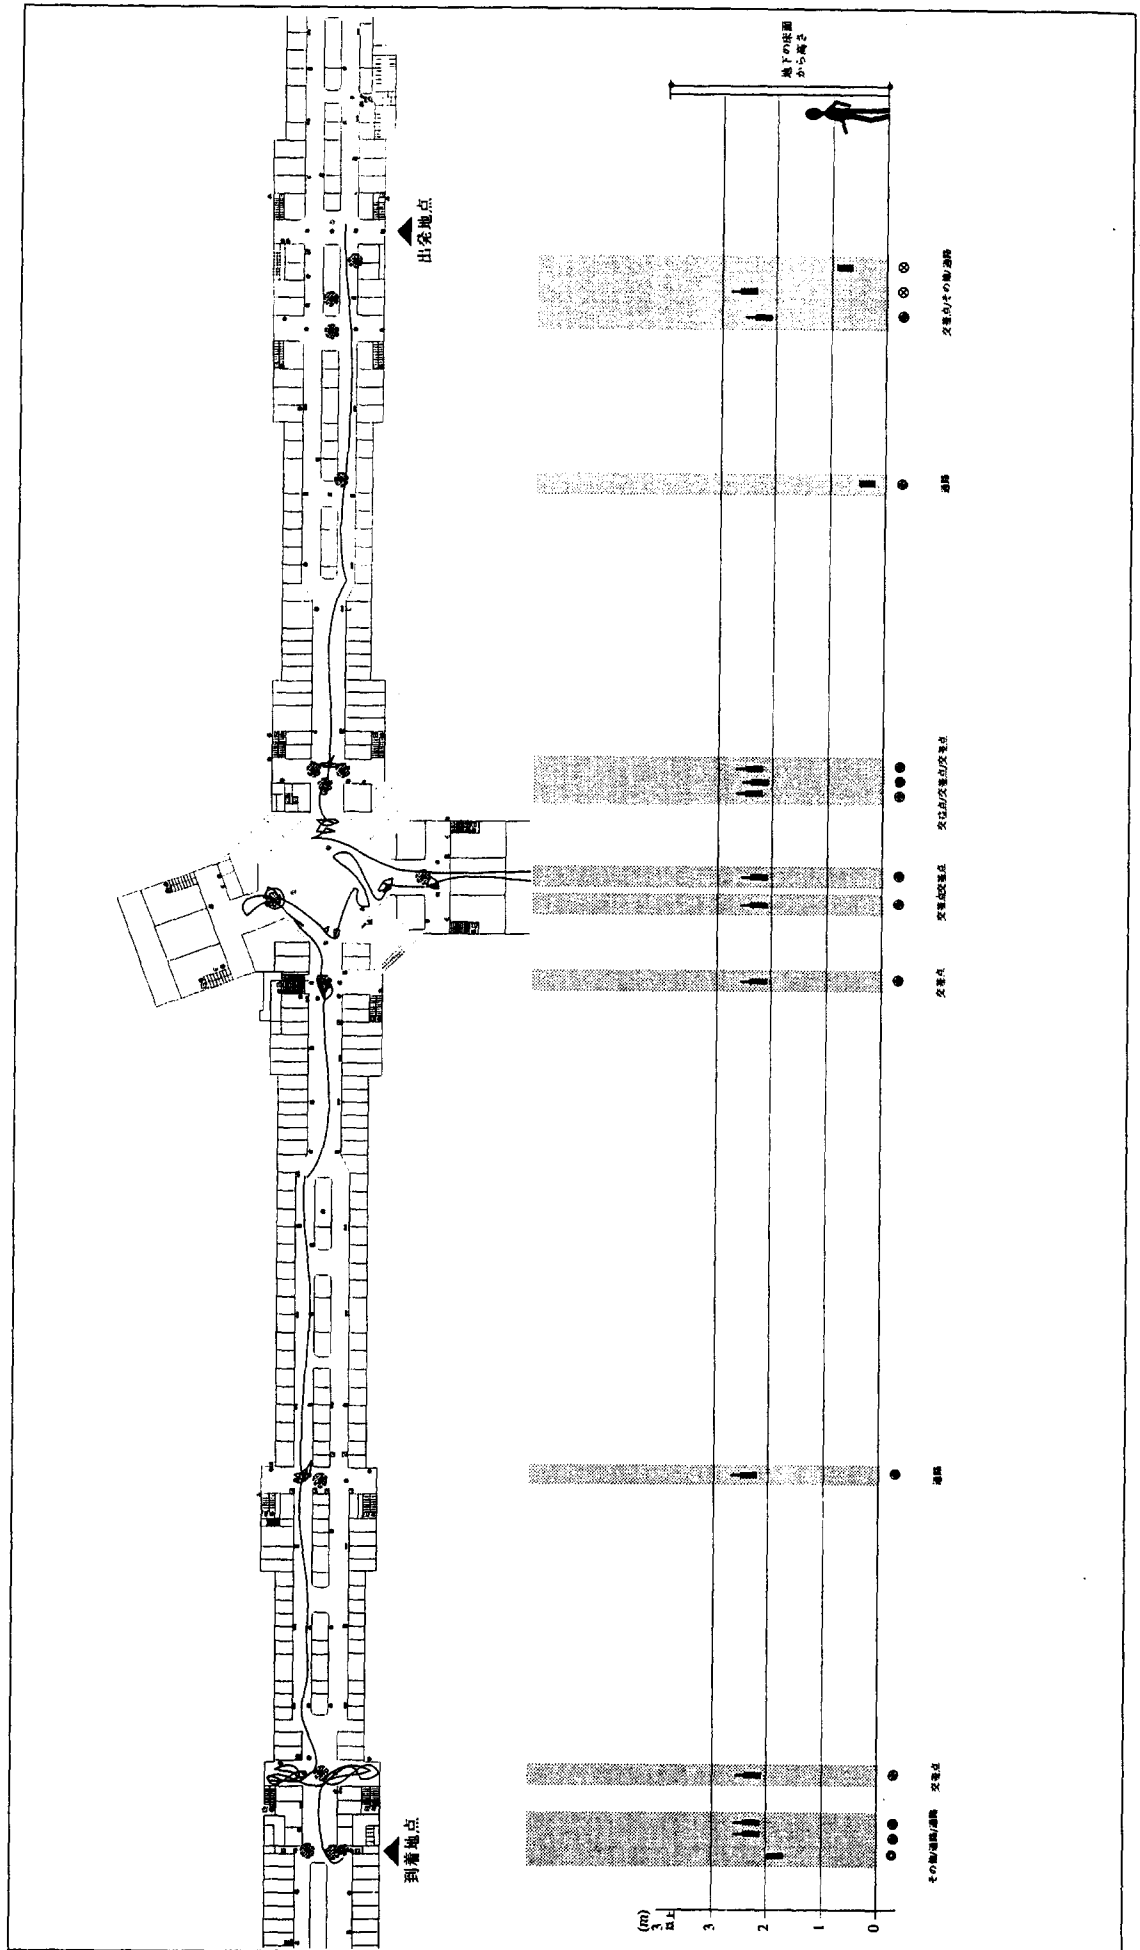 地下の床面
から高さ
出発地点
交差点/その他/通路
通路
交差点/交差点/交差点
交差点交差点
交差点
通路
交差点
その他/通路/通路
到着地点
(m)
3
以上
3
2
1
0